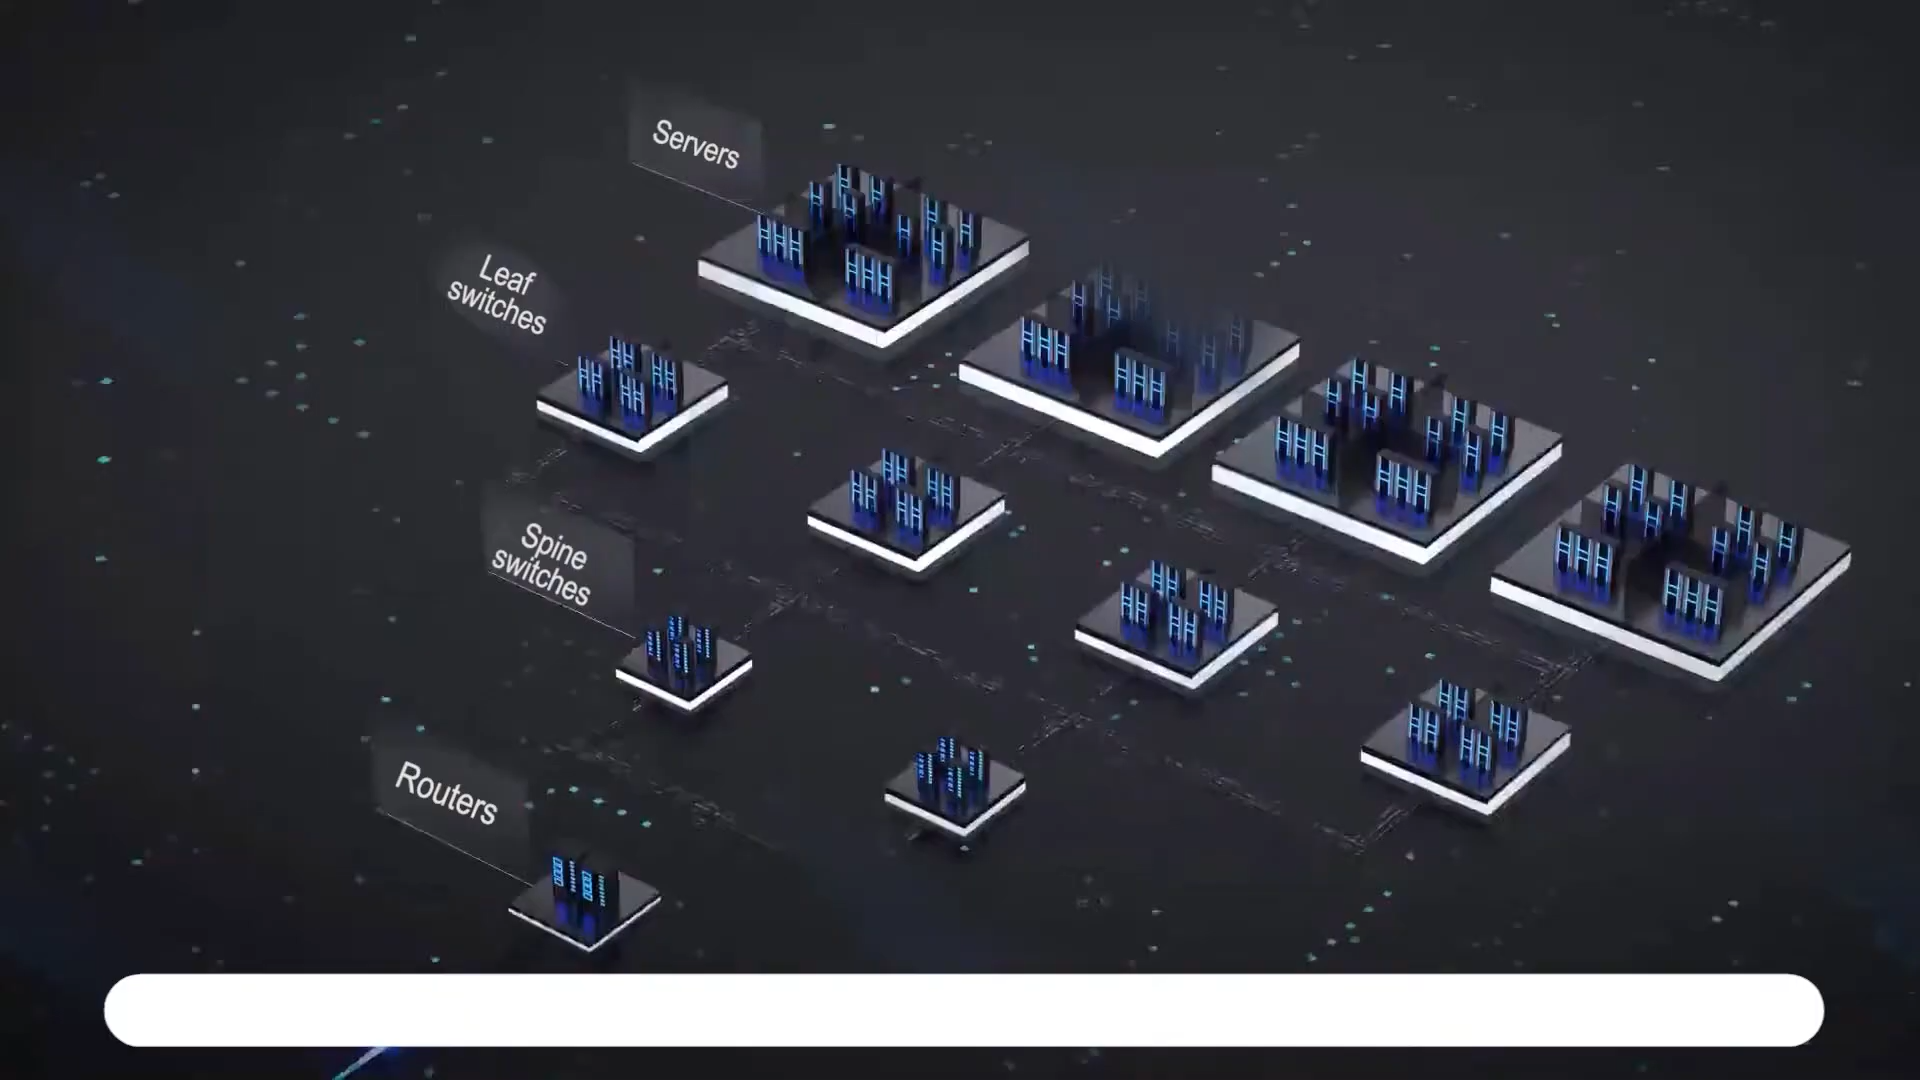 Servers
Leaf
switches
Spine
switches
Routers